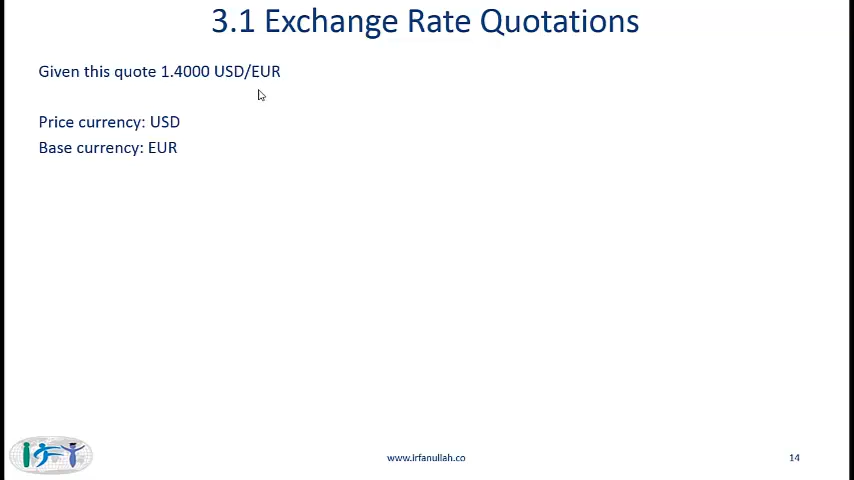 3.1 Exchange Rate Quotations
Given this quote 1.4000 USD/EUR
Price currency: USD
Base currency: EUR
www.irfanullah.co
14